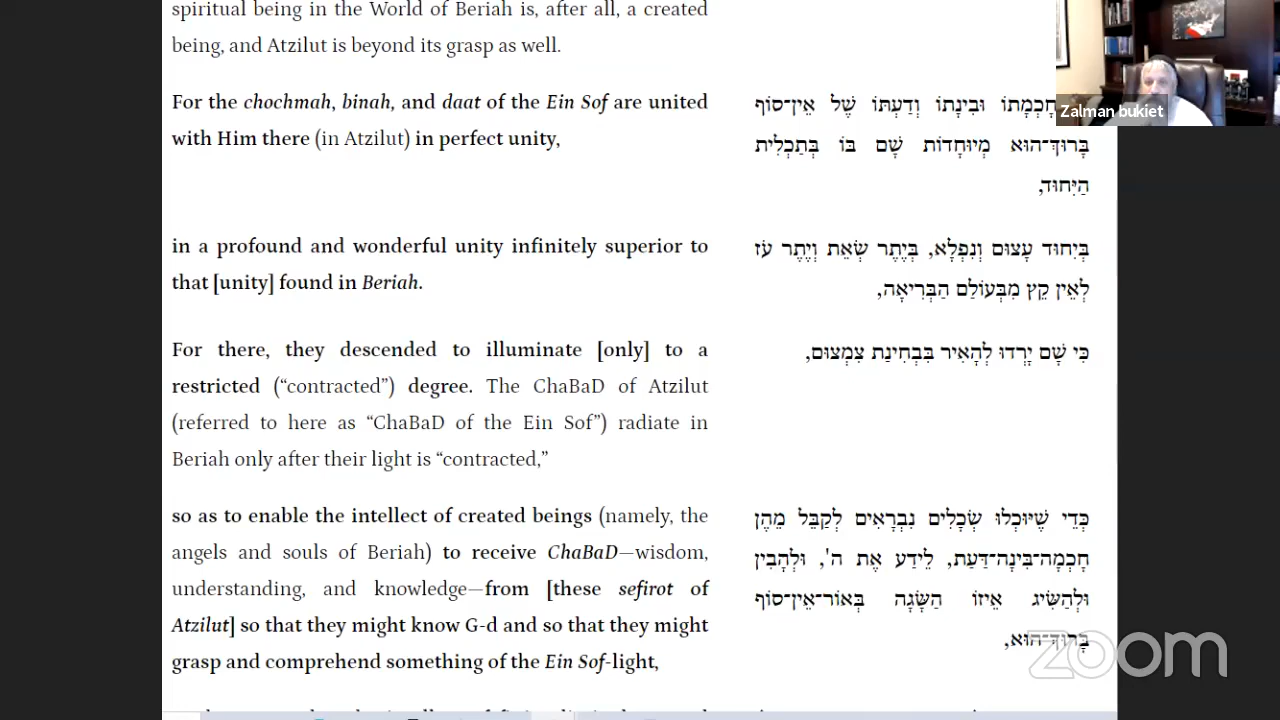 spiritual being in the World of Beriah is, after all, a created
being, and Atzilut is beyond its grasp as well.
For the chochmah, binah, and daat of the Ein Sof are united
with Him there (in Atzilut) in perfect unity,
חָכְמָתוֹ וּבִינָתוֹ וְדַעְתּוֹ שֶׁל אֵין־סוֹף
בָּרוּךְ־הוּא מְיוּחָדוֹת שָׁם בּוֹ בְּתַכְלִית
הַיִּחוּד,
in a profound and wonderful unity infinitely superior to
that [unity] found in Beriah.
בְּיִחוּד עָצוּם וְנִפְלָא, בְּיֶתֶר שְׂאֵת וְיֶתֶר עֹז
לְאֵין קֵץ מִבְּעוֹלַם הַבְּרִיאָה,
For there, they descended to illuminate [only] to a
restricted (“contracted”) degree. The ChaBaD of Atzilut
(referred to here as “ChaBaD of the Ein Sof”) radiate in
Beriah only after their light is “contracted,”
כִּי שָׁם יָרְדוּ לְהָאִיר בִּבְחִינַת צִמְצוּם,
so as to enable the intellect of created beings (namely, the
angels and souls of Beriah) to receive ChaBaD—wisdom,
understanding, and knowledge—from [these sefirot of
Atzilut] so that they might know G-d and so that they might
grasp and comprehend something of the Ein Sof-light,
כְּדֵי שֶׁיּוּכְלוּ שְׂכָלִים נִבְרָאִים לְקַבֵּל מֵהֶן
חָכְמָה־בִּינָה־דַּעַת, לֵידַע אֶת ה', וּלְהָבִין
וּלְהַשִּׂיג אֵיזוֹ הַשָּׂגָה בְּאוֹר־אֵין־סוֹף
בָּרוּךְ־הוּא,
Zalman bukiet
zoom